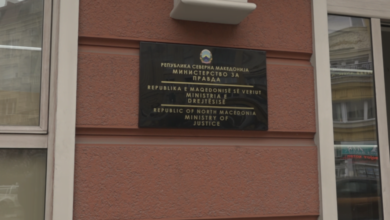 РЕПУБЛИКА СЕВЕРНА МАКЕДОНИЈА
МИНИСТЕРСТВО ЗА
ПРАВДА
REPUBLIKA E MAQEDONISË SË VERIUT
MINISTRIA E
DREJTËSISË
REPUBLIC OF NORTH MACEDONIA
MINISTRY OF
JUSTICE